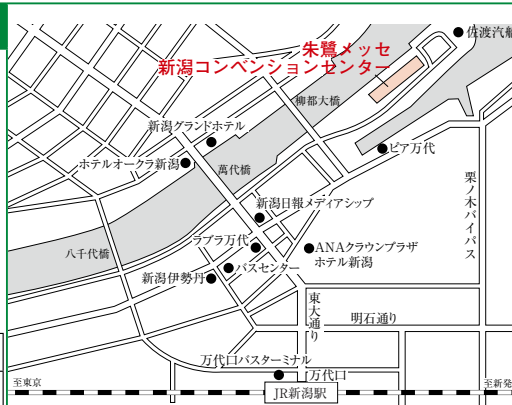 佐渡汽船
朱鷺メッセ
新潟コンベンションセンター
柳都大橋
新潟グランドホテル
ピア万代
ホテルオークラ新潟
萬代橋
栗ノ木バイパス
新潟日報メディアシップ
ラブラ万代
ANAクラウンプラザ
ホテル新潟
八千代橋
バスセンター
新潟伊勢丹
東大通り
明石通り
万代口バスターミナル
万代口
至東京
至新発
JR新潟駅